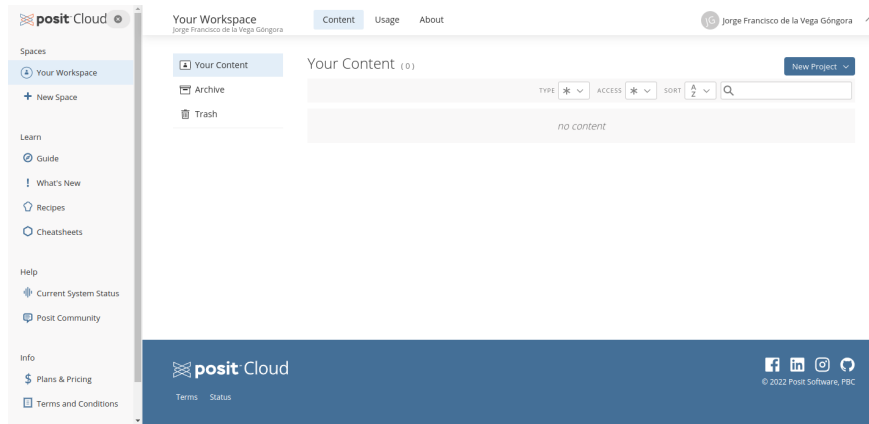 posit Cloud
Spaces
Your Workspace
New Space
Learn
Guide
What's New
Recipes
Cheatsheets
Help
Current System Status
Posit Community
Info
Plans & Pricing
Terms and Conditions
Your Workspace
Jorge Francisco de la Vega Góngora
Content Usage About
JG Jorge Francisco de la Vega Góngora
Your Content
Archive
Trash
Your Content (0)
New Project
TYPE ACCESS SORT A Z
no content
posit Cloud
Terms Status
© 2022 Posit Software, PBC